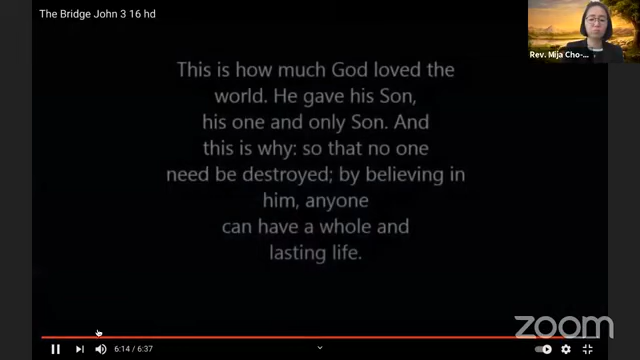 The Bridge John 3 16 hd
Rev. Mija Cho-...
This is how much God loved the
world. He gave his Son,
his one and only Son. And
this is why: so that no one
need be destroyed; by believing in
him, anyone
can have a whole and
lasting life.
zoom
6:14 / 6:37